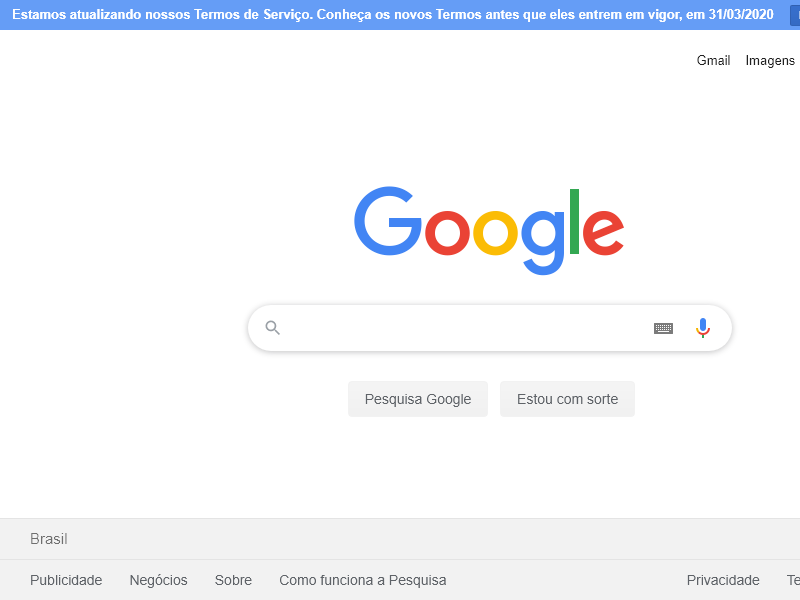 Estamos atualizando nossos Termos de Serviço. Conheça os novos Termos antes que eles entrem em vigor, em 31/03/2020
Gmail Imagens
Google
Pesquisa Google Estou com sorte
Brasil
Publicidade Negócios Sobre Como funciona a Pesquisa Privacidade